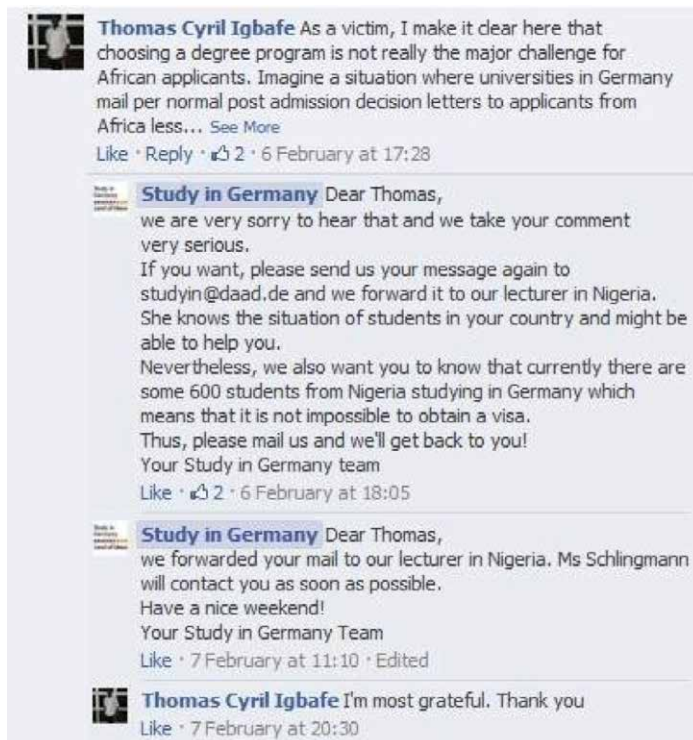 Thomas Cyril Igbafe As a victim, I make it clear here that
choosing a degree program is not really the major challenge for
African applicants. Imagine a situation where universities in Germany
mail per normal post admission decision letters to applicants from
Africa less... See More
Like · Reply · 2 · 6 February at 17:28
Study in Germany Dear Thomas,
we are very sorry to hear that and we take your comment
very serious.
If you want, please send us your message again to
studyin@daad.de and we forward it to our lecturer in Nigeria.
She knows the situation of students in your country and might be
able to help you.
Nevertheless, we also want you to know that currently there are
some 600 students from Nigeria studying in Germany which
means that it is not impossible to obtain a visa.
Thus, please mail us and we'll get back to you!
Your Study in Germany team
Like · 2 · 6 February at 18:05
Study in Germany Dear Thomas,
we forwarded your mail to our lecturer in Nigeria. Ms Schlingmann
will contact you as soon as possible.
Have a nice weekend!
Your Study in Germany Team
Like · 7 February at 11:10 · Edited
Thomas Cyril Igbafe I'm most grateful. Thank you
Like · 7 February at 20:30